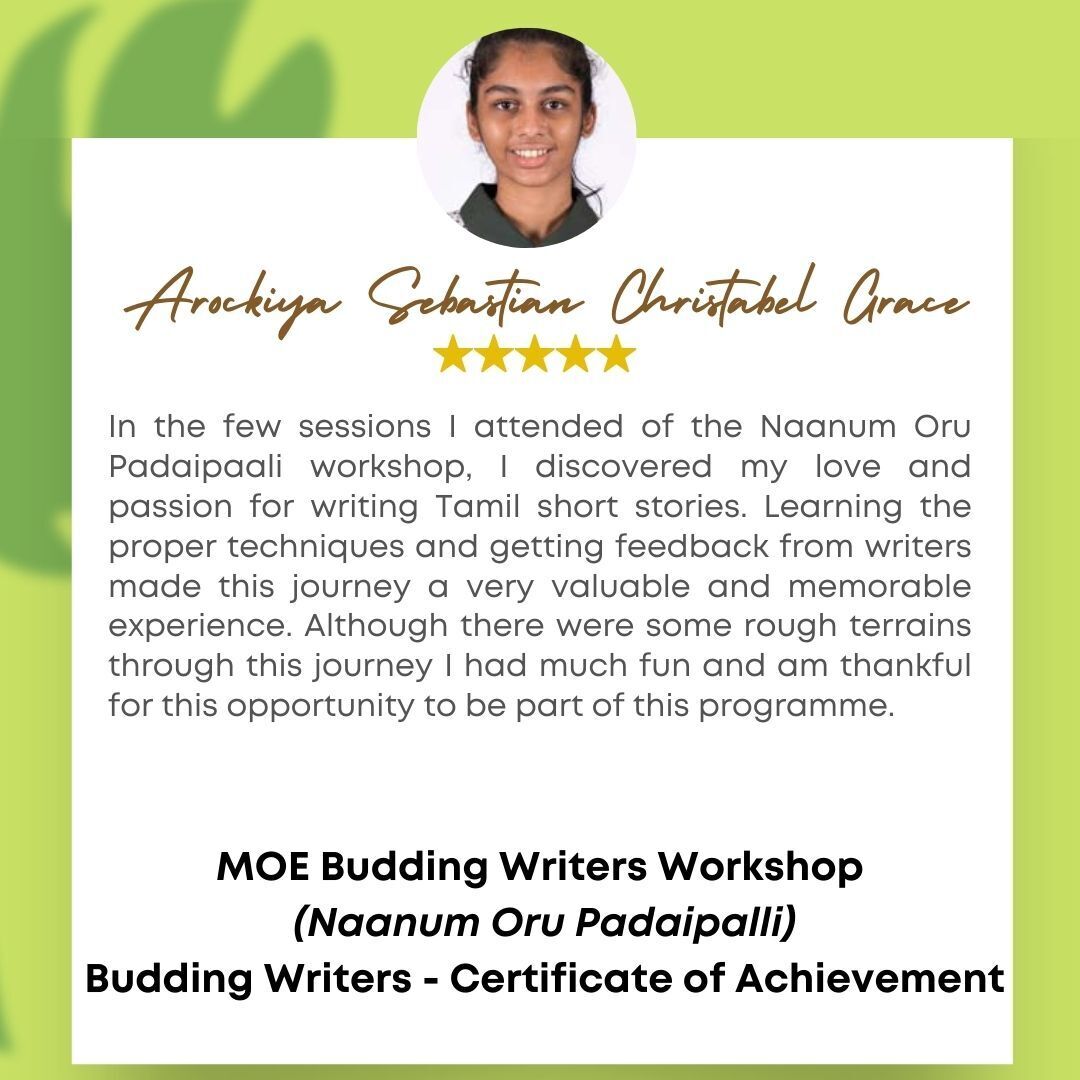 Arockiya Sebastian Christabel Grace
In the few sessions I attended of the Naanum Oru
Padaipaali workshop, I discovered my love and
passion for writing Tamil short stories. Learning the
proper techniques and getting feedback from writers
made this journey a very valuable and memorable
experience. Although there were some rough terrains
through this journey I had much fun and am thankful
for this opportunity to be part of this programme.
MOE Budding Writers Workshop
(Naanum Oru Padaipalli)
Budding Writers - Certificate of Achievement